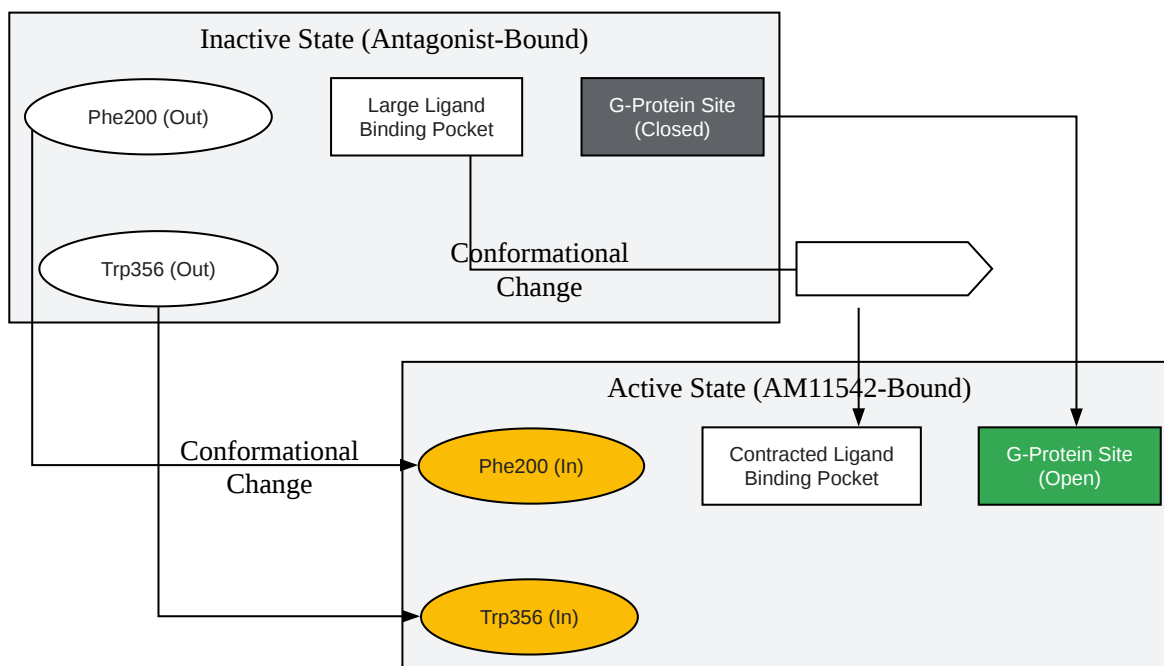 Inactive State (Antagonist-Bound)
Phe200 (Out)
Large Ligand
Binding Pocket
G-Protein Site
(Closed)
Trp356 (Out)
Conformational
Change
Active State (AM11542-Bound)
Conformational
Change
Phe200 (In)
Contracted Ligand
Binding Pocket
G-Protein Site
(Open)
Trp356 (In)